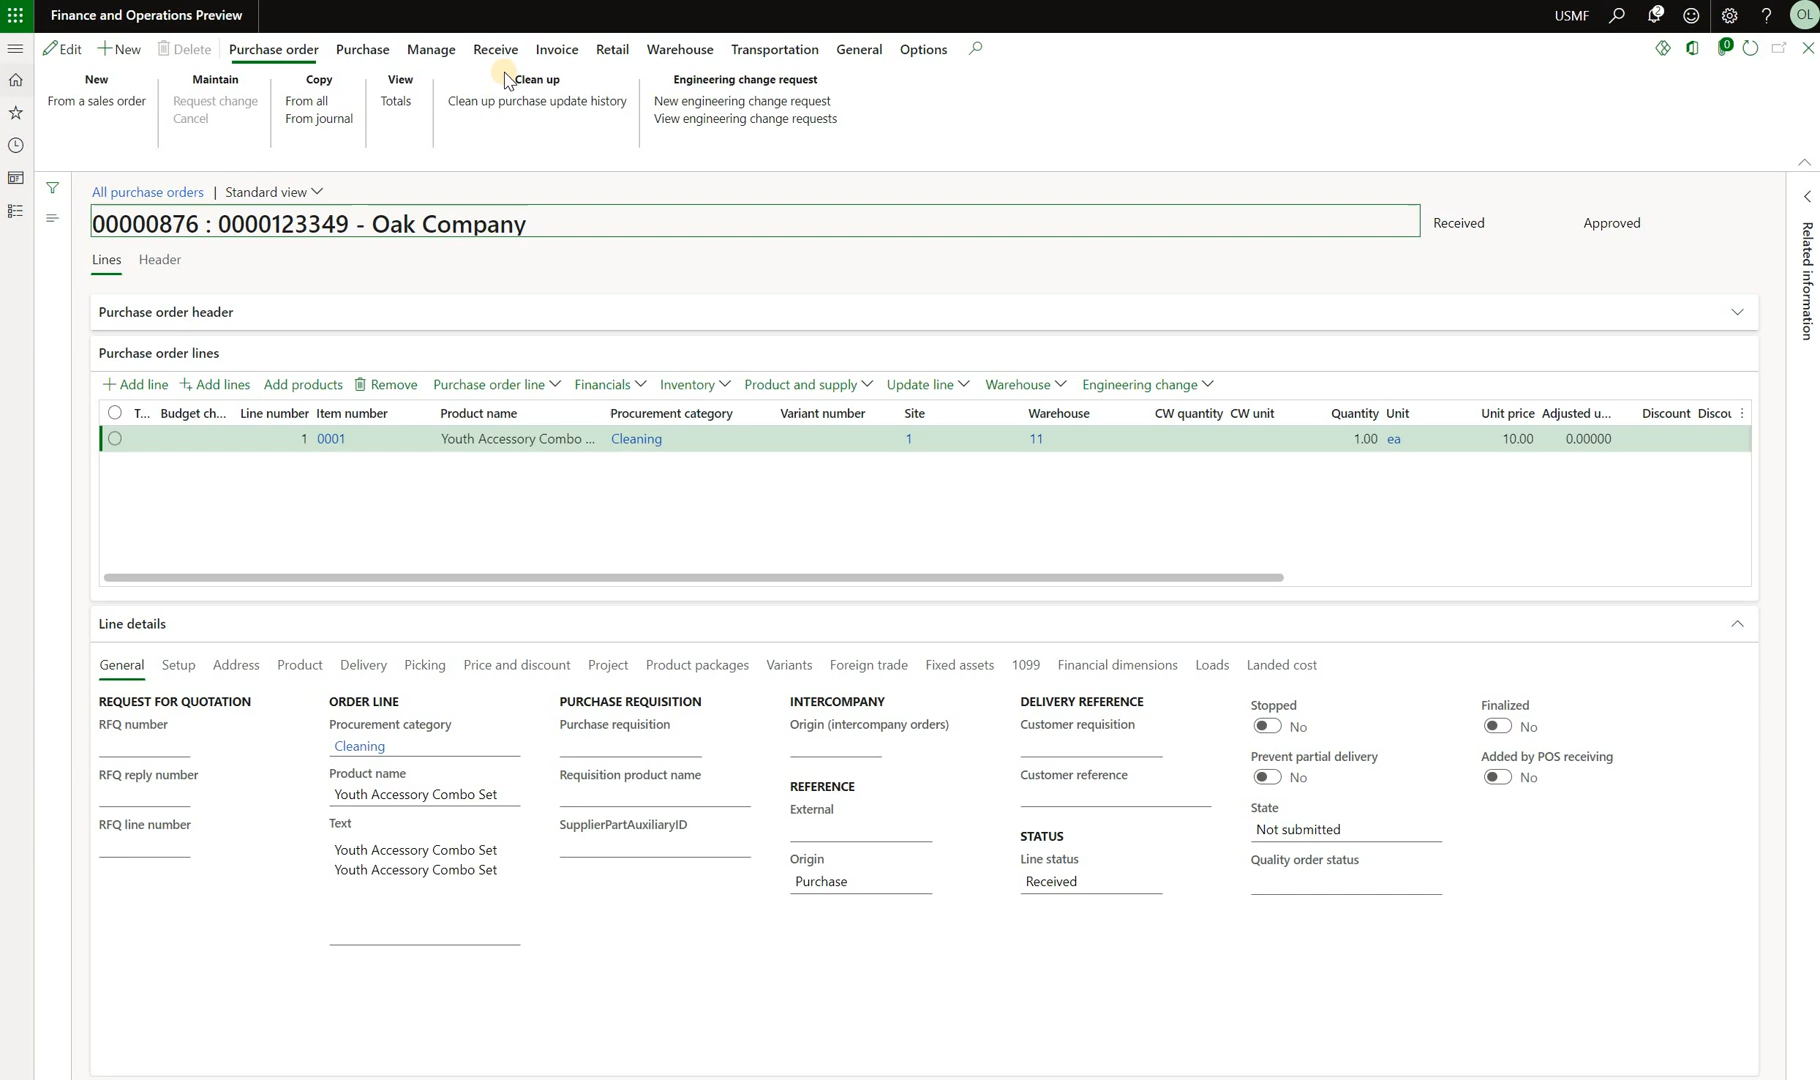 Finance and Operations Preview
USMF
2
OL
Edit New Delete Purchase order Purchase Manage Receive Invoice Retail Warehouse Transportation General Options
0
New Maintain Copy View Clean up Engineering change request
From a sales order Request change From all Totals Clean up purchase update history New engineering change request
Cancel From journal View engineering change requests
All purchase orders | Standard view
00000876 : 0000123349 - Oak Company Received Approved
Related information
Lines Header
Purchase order header
Purchase order lines
Add line Add lines Add products Remove Purchase order line Financials Inventory Product and supply Update line Warehouse Engineering change
T... Budget ch... Line number Item number Product name Procurement category Variant number Site Warehouse CW quantity CW unit Quantity Unit Unit price Adjusted u... Discount Discou
1 0001 Youth Accessory Combo ... Cleaning 1 11 1.00 ea 10.00 0.00000
Line details
General Setup Address Product Delivery Picking Price and discount Project Product packages Variants Foreign trade Fixed assets 1099 Financial dimensions Loads Landed cost
REQUEST FOR QUOTATION
RFQ number
RFQ reply number
RFQ line number
ORDER LINE
Procurement category
Cleaning
Product name
Youth Accessory Combo Set
Text
Youth Accessory Combo Set
Youth Accessory Combo Set
PURCHASE REQUISITION
Purchase requisition
Requisition product name
SupplierPartAuxiliaryID
INTERCOMPANY
Origin (intercompany orders)
REFERENCE
External
Origin
Purchase
DELIVERY REFERENCE
Customer requisition
Customer reference
STATUS
Line status
Received
Stopped
No
Prevent partial delivery
No
State
Not submitted
Quality order status
Finalized
No
Added by POS receiving
No